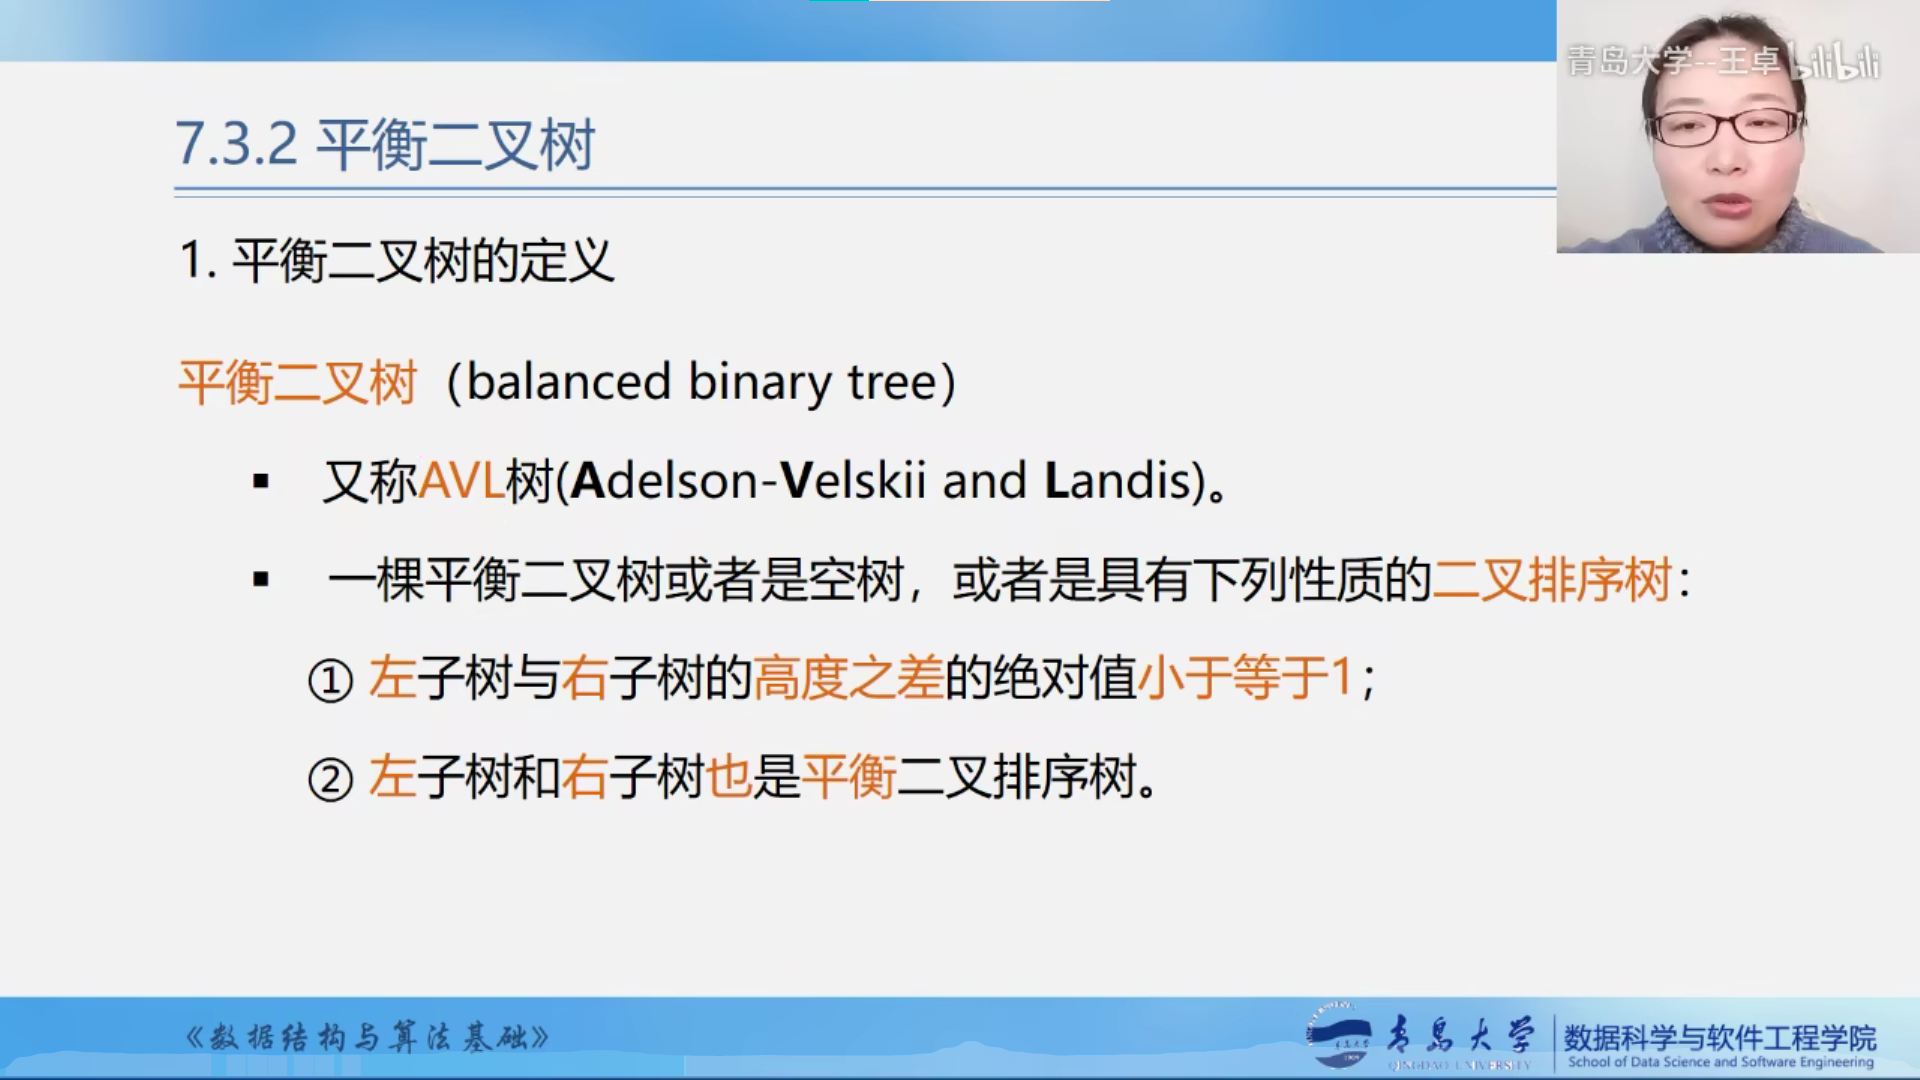 青岛大学--王卓 bilibili
7.3.2 平衡二叉树
1. 平衡二叉树的定义
平衡二叉树（balanced binary tree）
▪ 又称AVL树(Adelson-Velskii and Landis)。
▪ 一棵平衡二叉树或者是空树，或者是具有下列性质的二叉排序树：
① 左子树与右子树的高度之差的绝对值小于等于1；
② 左子树和右子树也是平衡二叉排序树。
《数据结构与算法基础》
青岛大学
QINGDAO UNIVERSITY
数据科学与软件工程学院
School of Data Science and Software Engineering